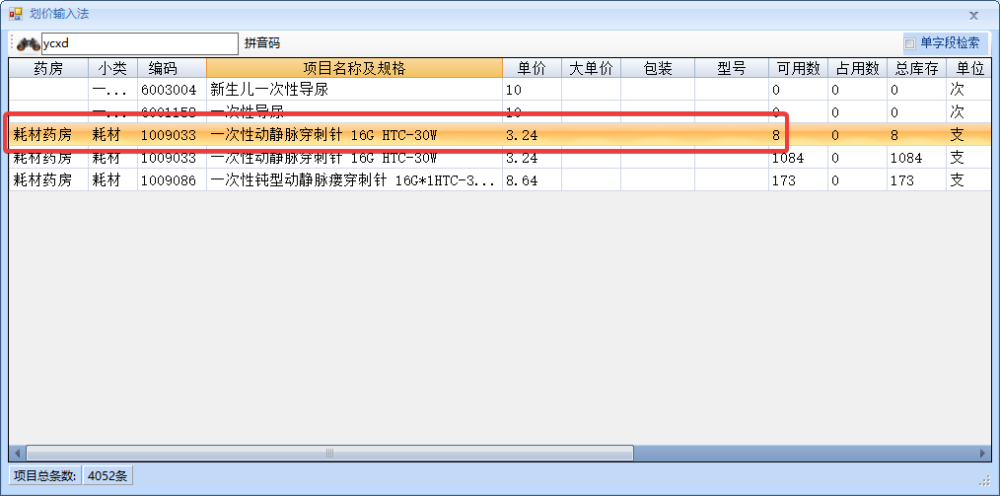 划价输入法
ycxd 拼音码 单字段检索
药房 小类 编码 项目名称及规格 单价 大单价 包装 型号 可用数 占用数 总库存 单位
一... 6003004 新生儿一次性导尿 10 0 0 0 次
一... 6001158 一次性导尿 10 0 0 0 次
耗材药房 耗材 1009033 一次性动静脉穿刺针 16G HTC-30W 3.24 8 0 8 支
耗材药房 耗材 1009033 一次性动静脉穿刺针 16G HTC-30W 3.24 1084 0 1084 支
耗材药房 耗材 1009086 一次性钝型动静脉瘘穿刺针 16G*1HTC-3... 8.64 173 0 173 支
项目总条数: 4052条